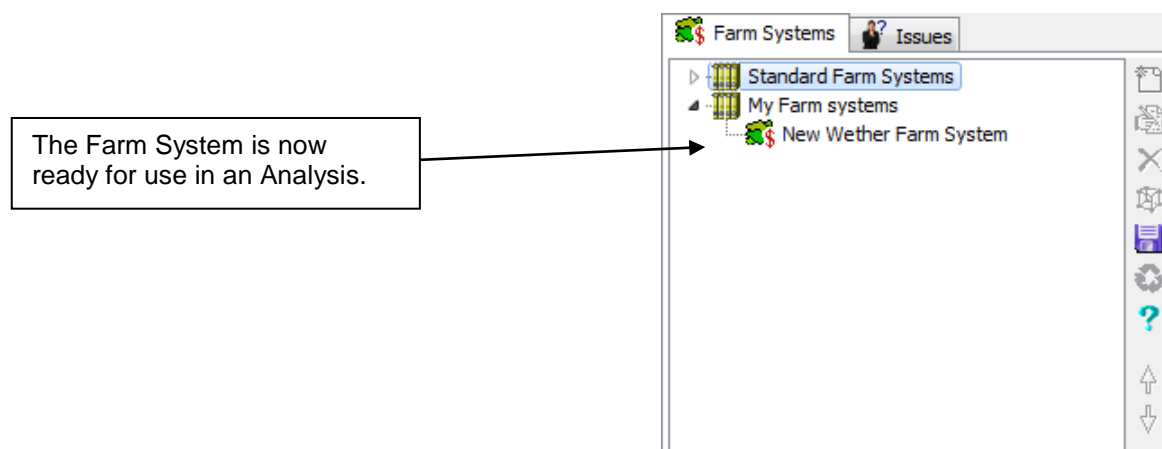 Farm Systems Issues
Standard Farm Systems
My Farm systems
New Wether Farm System
The Farm System is now
ready for use in an Analysis.